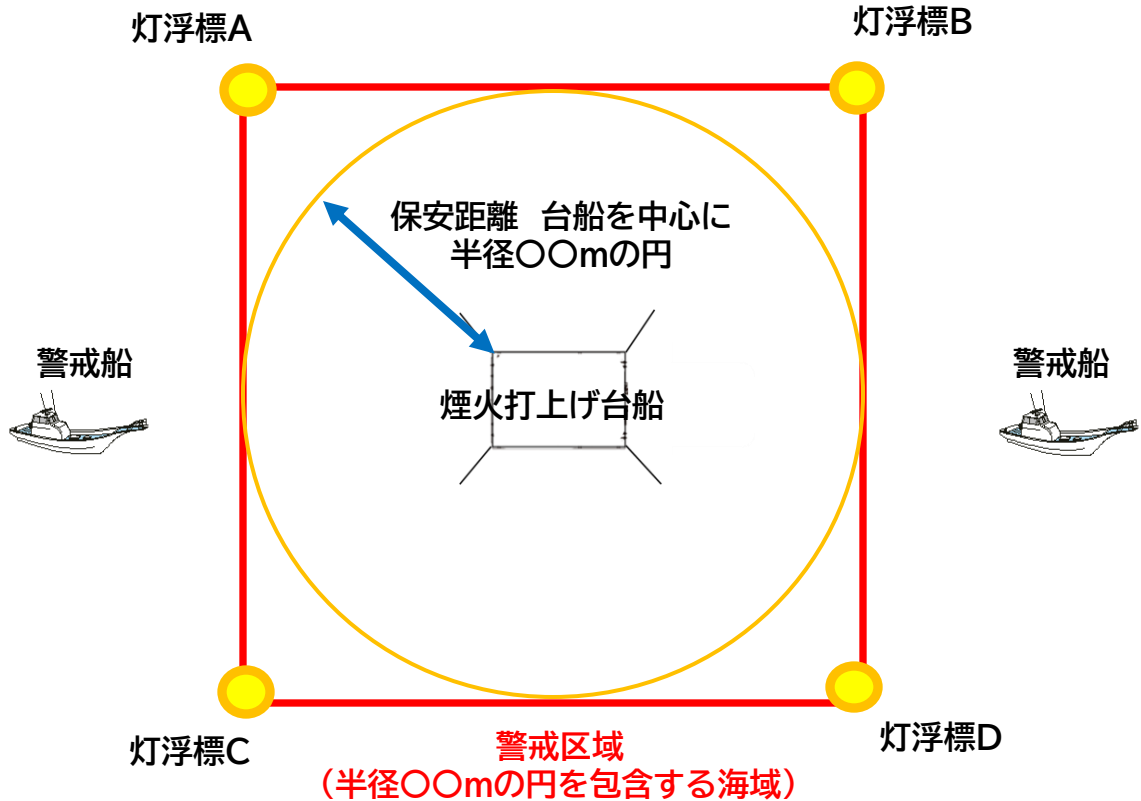 灯浮標A
灯浮標B
保安距離 台船を中心に
半径〇〇mの円
警戒船
警戒船
煙火打上げ台船
灯浮標C
灯浮標D
警戒区域
（半径〇〇mの円を包含する海域）